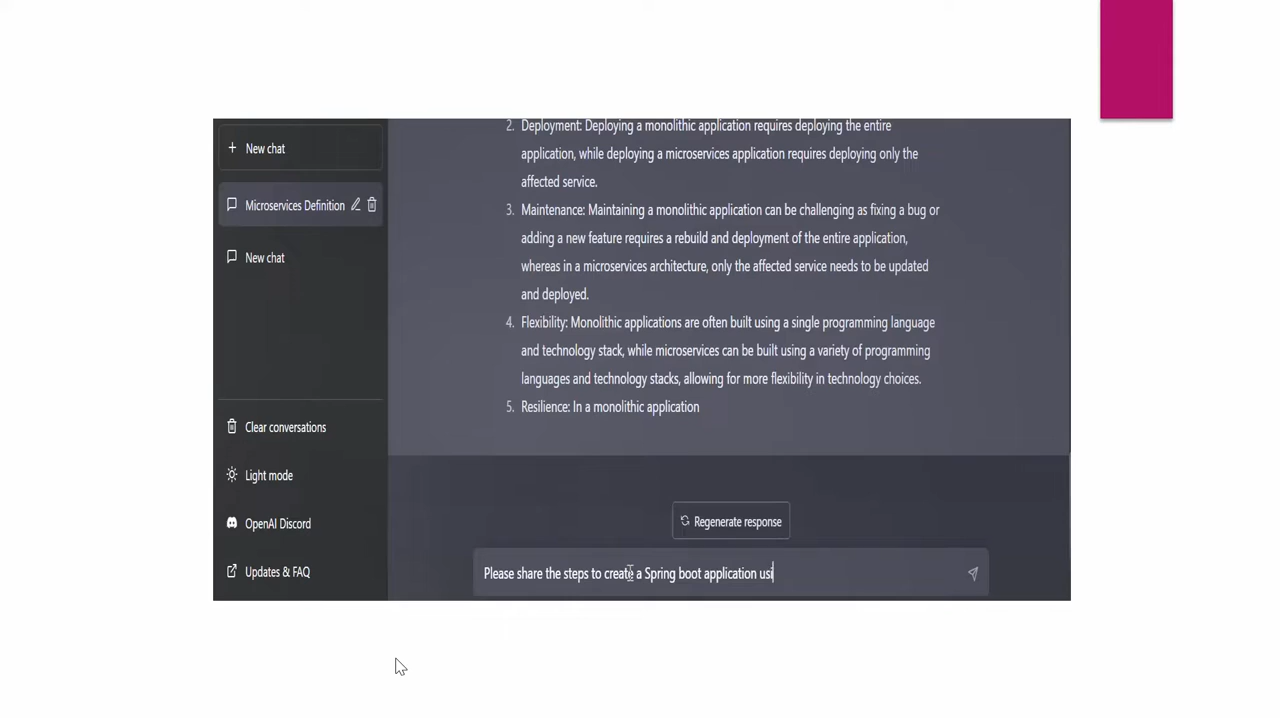 New chat
Microservices Definition
New chat
Clear conversations
Light mode
OpenAI Discord
Updates & FAQ
2. Deployment: Deploying a monolithic application requires deploying the entire
application, while deploying a microservices application requires deploying only the
affected service.
3. Maintenance: Maintaining a monolithic application can be challenging as fixing a bug or
adding a new feature requires a rebuild and deployment of the entire application,
whereas in a microservices architecture, only the affected service needs to be updated
and deployed.
4. Flexibility: Monolithic applications are often built using a single programming language
and technology stack, while microservices can be built using a variety of programming
languages and technology stacks, allowing for more flexibility in technology choices.
5. Resilience: In a monolithic application
Regenerate response
Please share the steps to create a Spring boot application usi